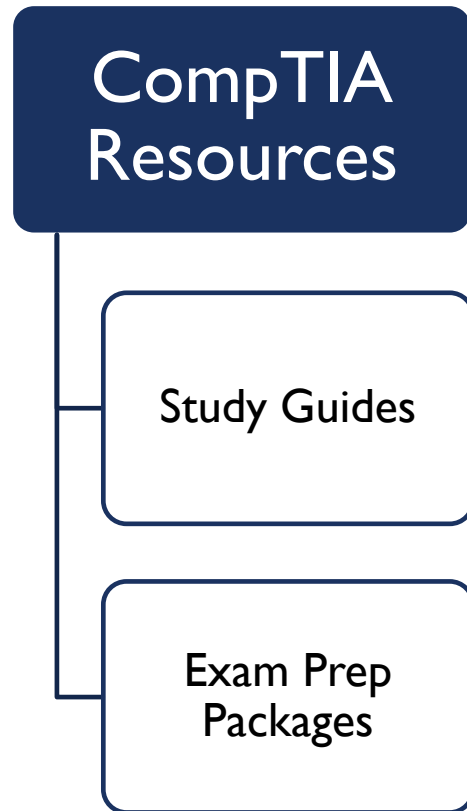 CompTIA
Resources
Study Guides
Exam Prep
Packages